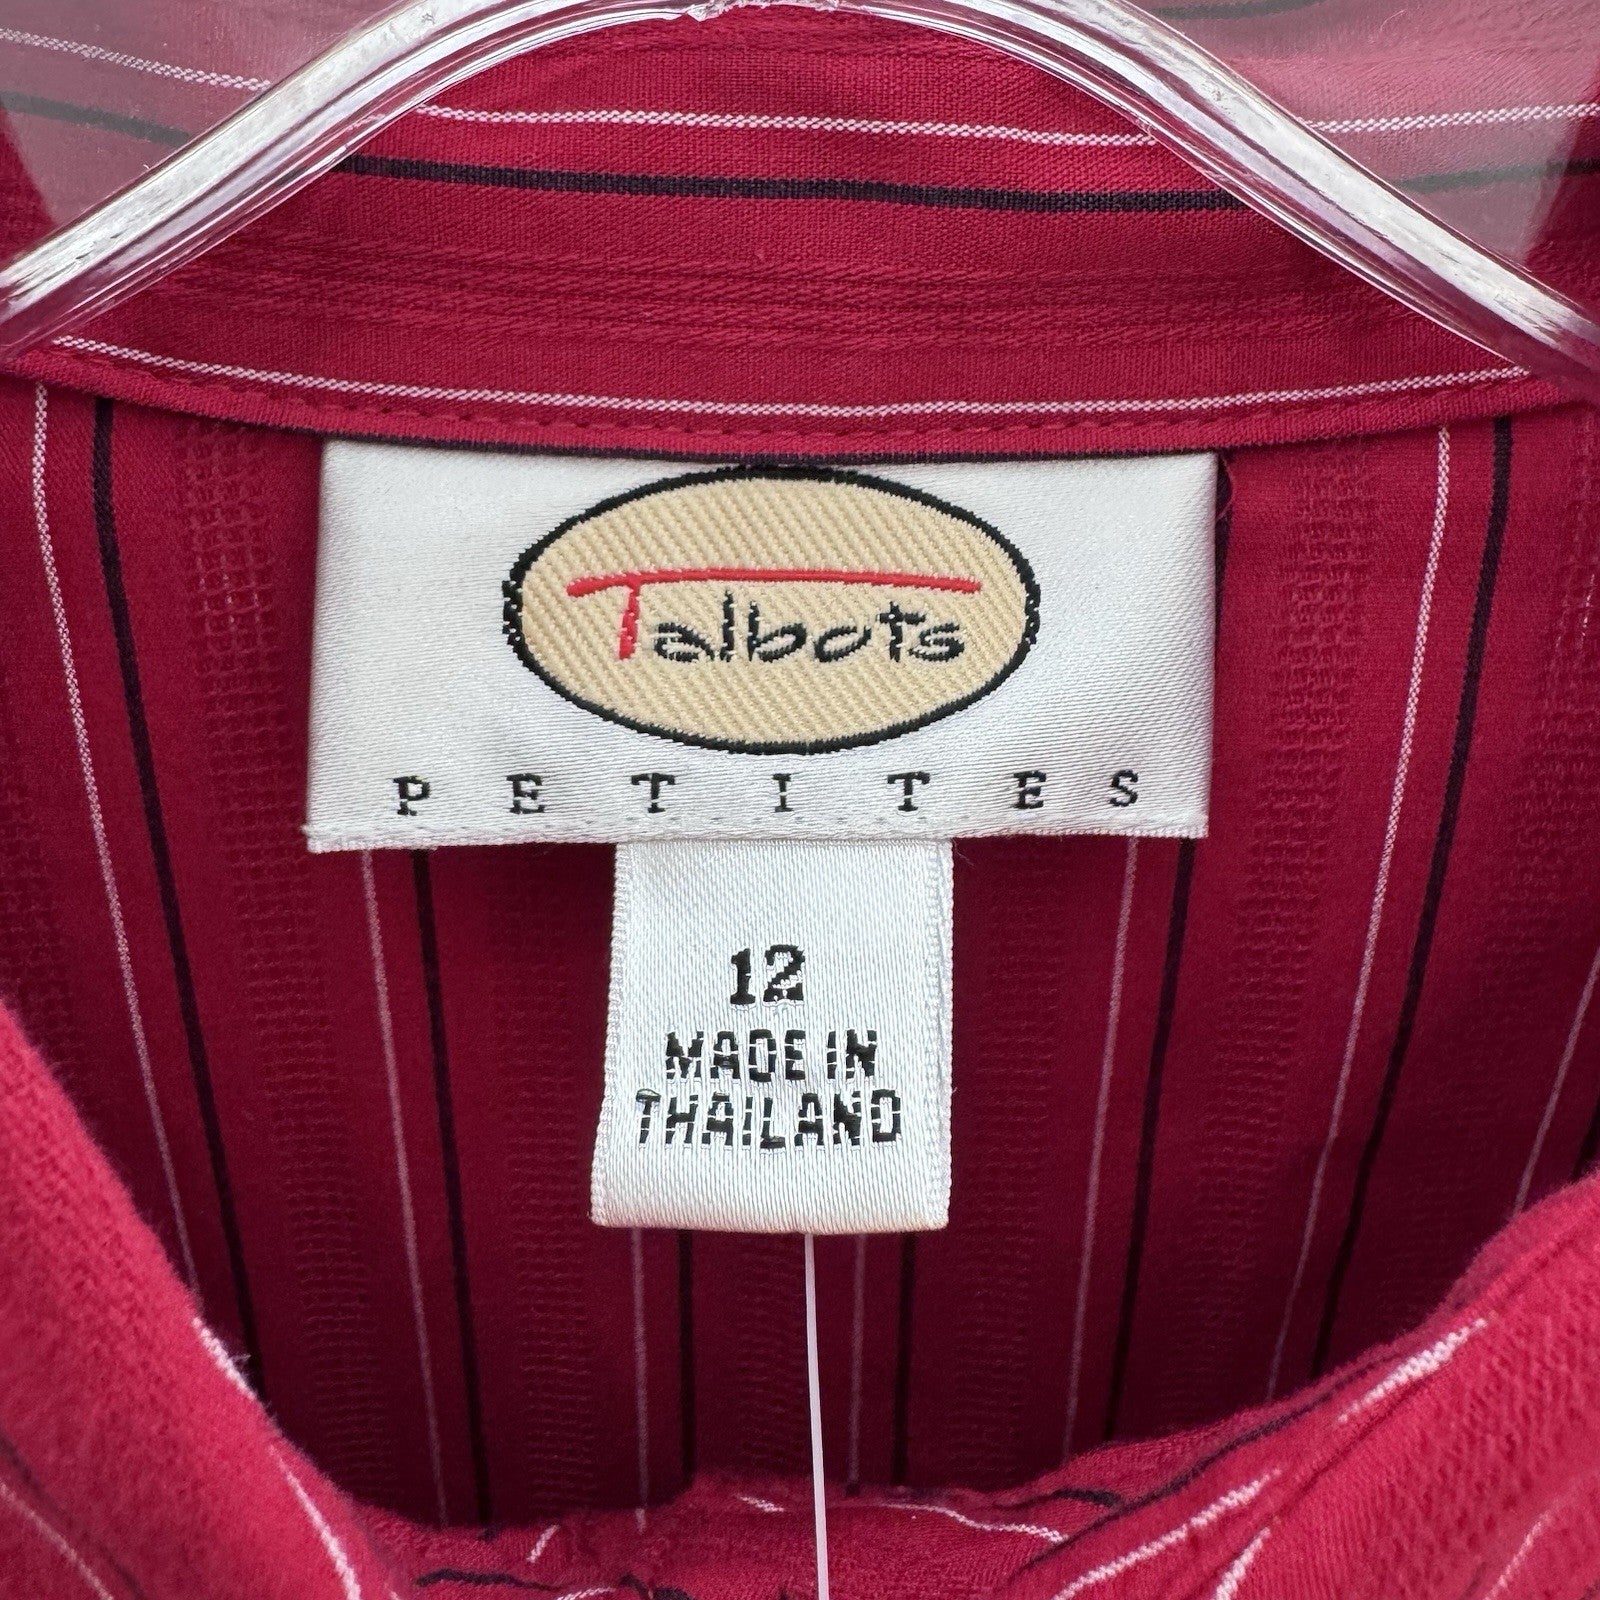 Talbots
PETITES
12
MADE IN
THAILAND